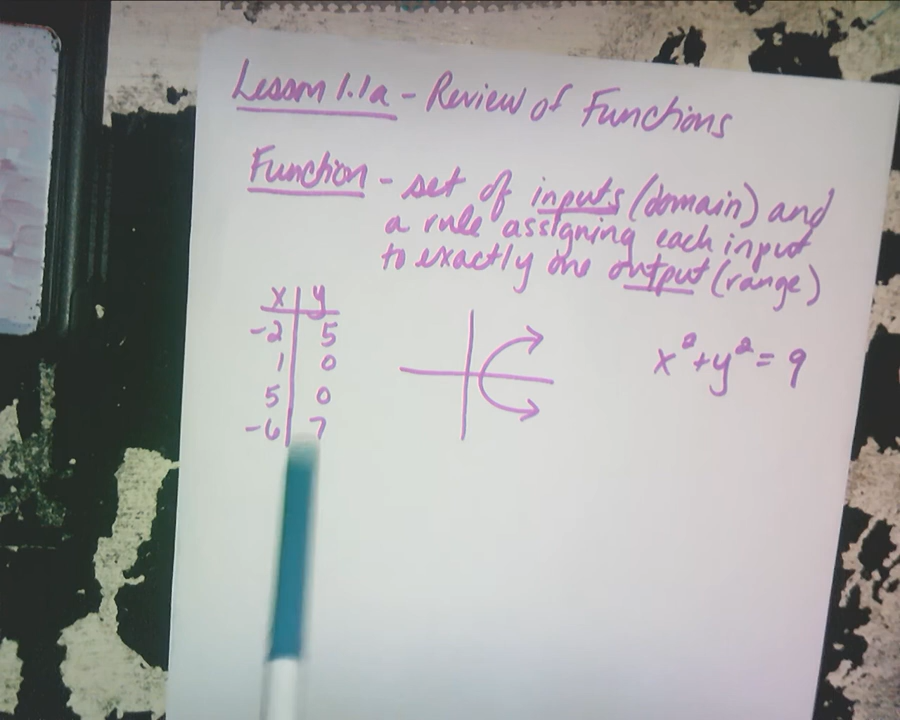 Lesson 1.1a - Review of Functions
Function - set of inputs (domain) and
a rule assigning each input
to exactly one output (range)
x y
-2 5
1 0
5 0
-6 7
x² + y² = 9